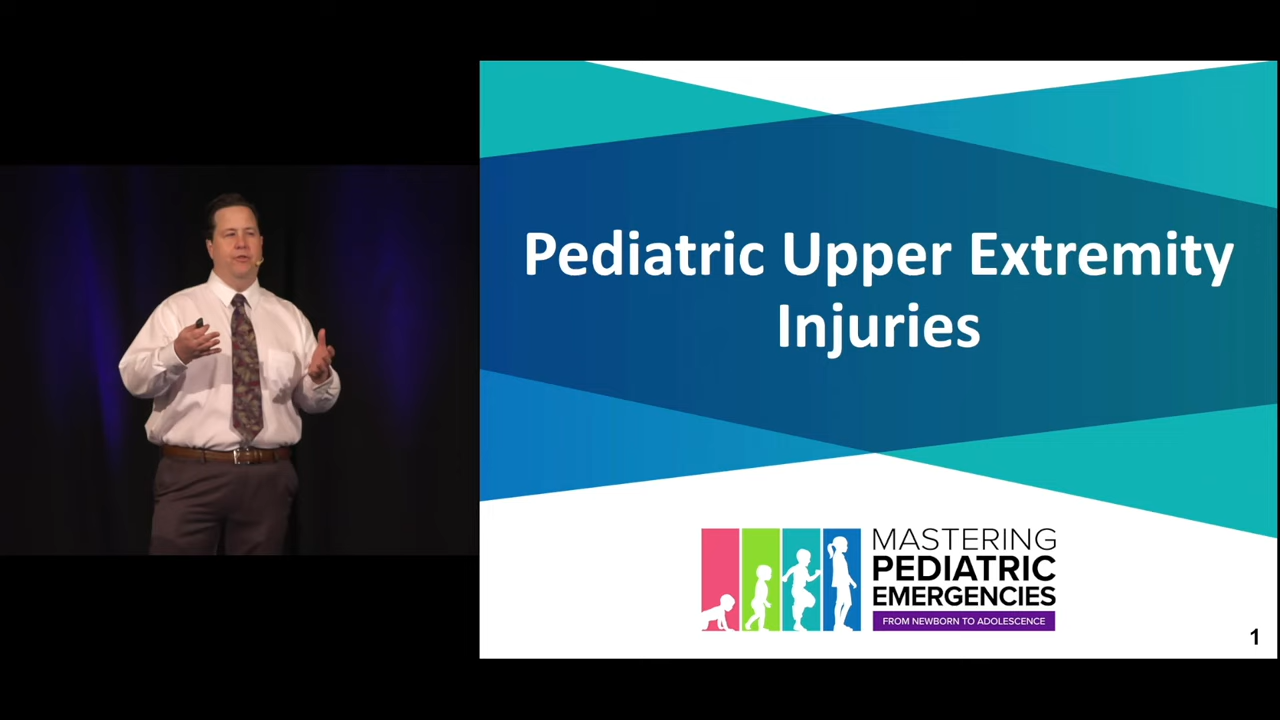 Pediatric Upper Extremity
Injuries
MASTERING
PEDIATRIC
EMERGENCIES
FROM NEWBORN TO ADOLESCENCE
1